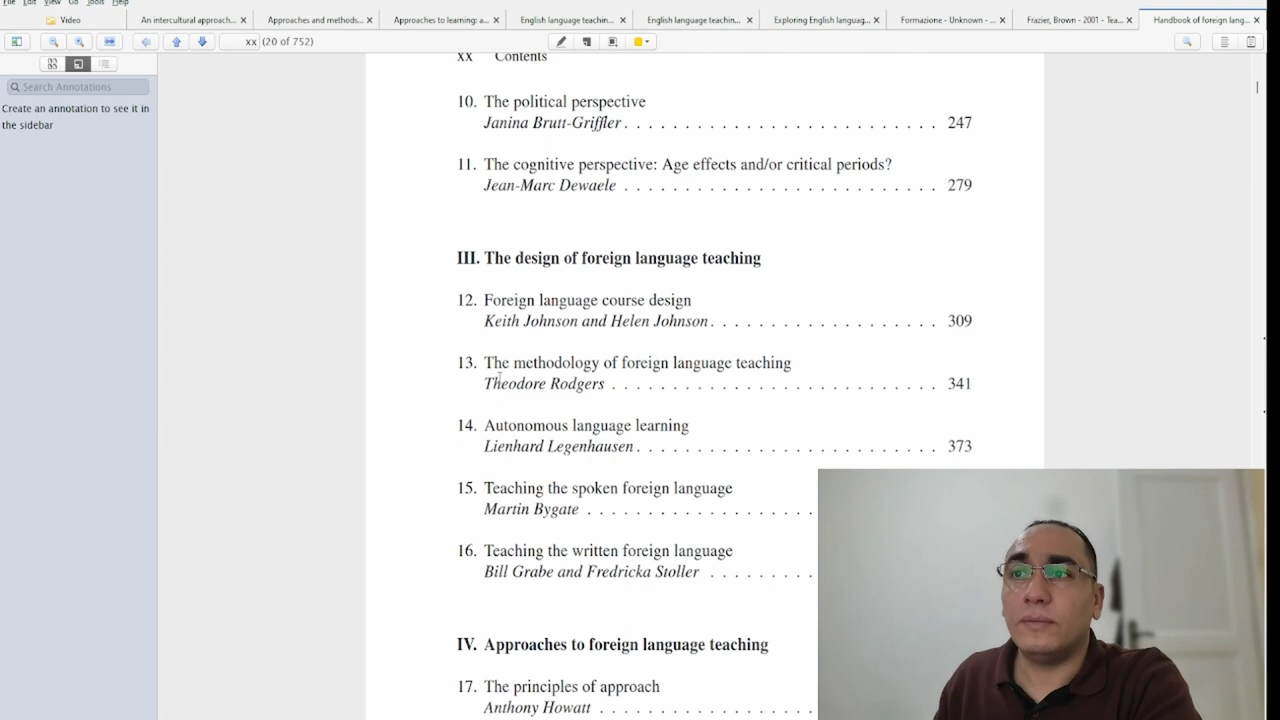 File Edit View Go Tools Help
Video
An intercultural approach...
Approaches and methods...
Approaches to learning: a...
English language teachin...
English language teachin...
Exploring English languag...
Formazione - Unknown - ...
Frazier, Brown - 2001 - Tea...
Handbook of foreign lang...
xx (20 of 752)
Search Annotations
Create an annotation to see it in
the sidebar
xx Contents
10. The political perspective
Janina Brutt-Griffler . . . . . . . . . . . . . . . . . . . . . . . . . . 247
11. The cognitive perspective: Age effects and/or critical periods?
Jean-Marc Dewaele . . . . . . . . . . . . . . . . . . . . . . . . . . 279
III. The design of foreign language teaching
12. Foreign language course design
Keith Johnson and Helen Johnson . . . . . . . . . . . . . . . . . . . 309
13. The methodology of foreign language teaching
Theodore Rodgers . . . . . . . . . . . . . . . . . . . . . . . . . . . 341
14. Autonomous language learning
Lienhard Legenhausen . . . . . . . . . . . . . . . . . . . . . . . . . 373
15. Teaching the spoken foreign language
Martin Bygate . . . . . . . . . . . . . . .
16. Teaching the written foreign language
Bill Grabe and Fredricka Stoller . . . . . . .
IV. Approaches to foreign language teaching
17. The principles of approach
Anthony Howatt . . . . . . . . . . . . . .